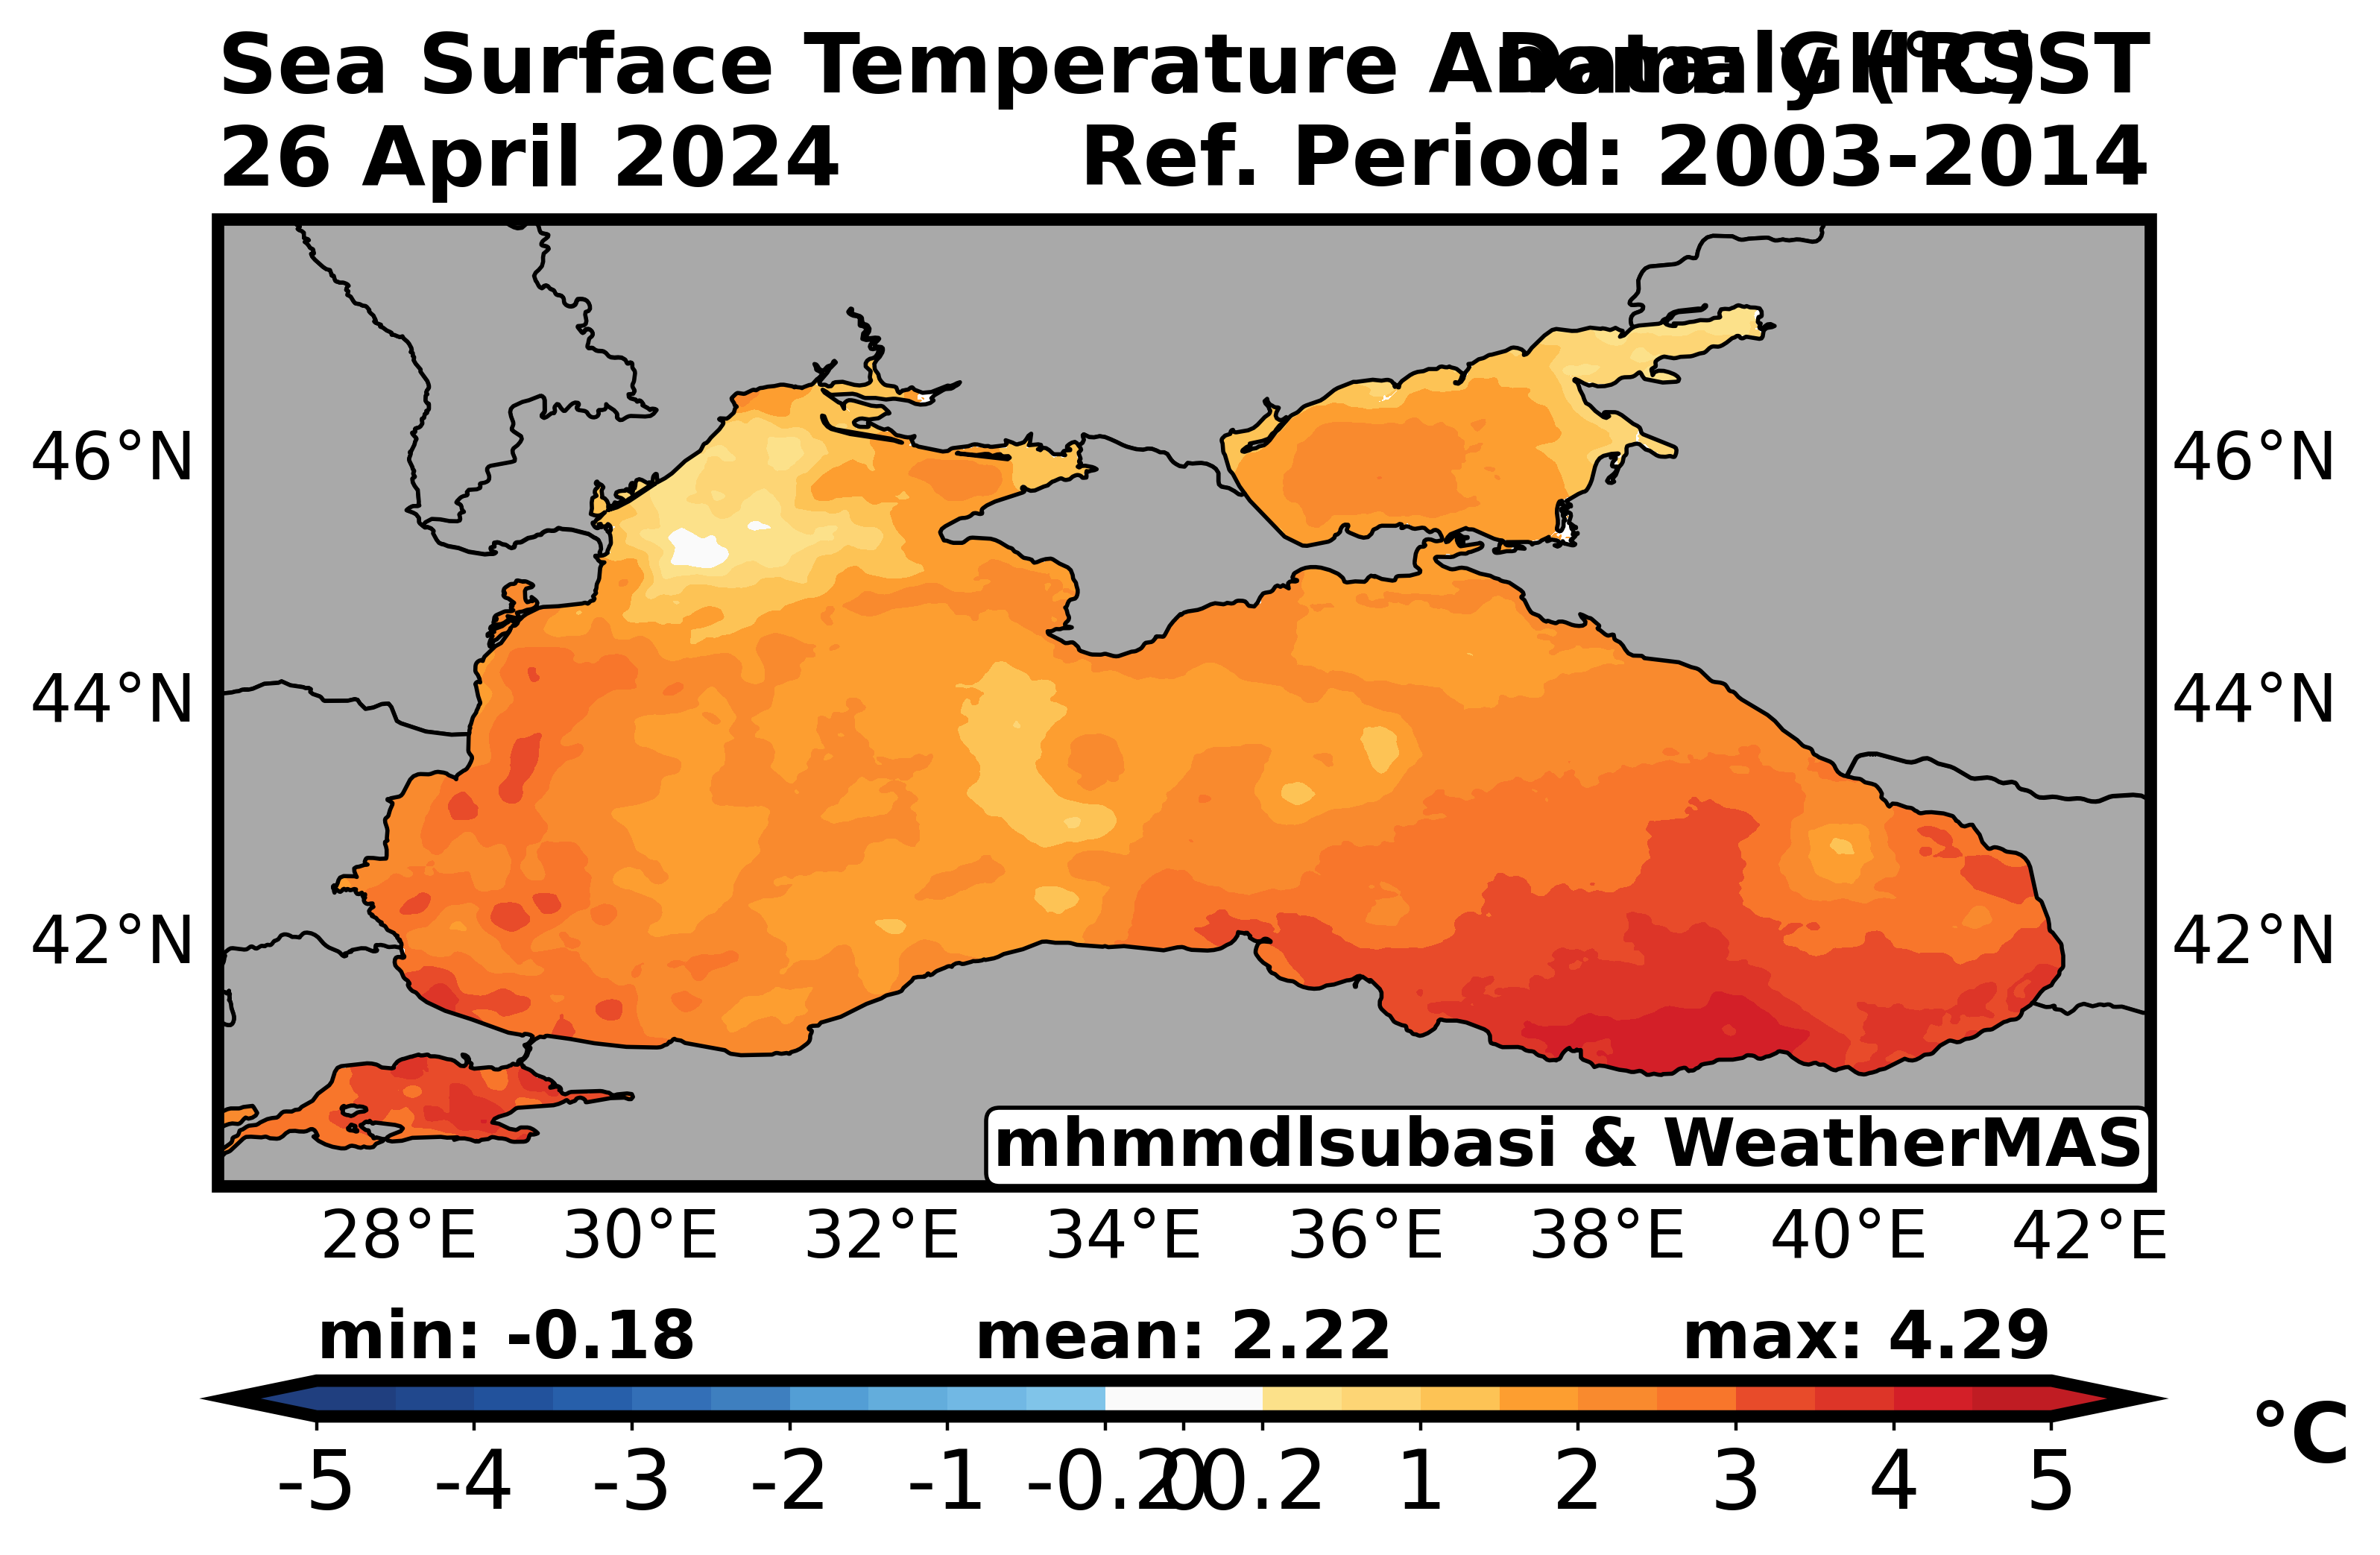 Sea Surface Temperature Anomaly (°C) Data: GHRSST
26 April 2024 Ref. Period: 2003-2014
46°N 46°N
44°N 44°N
42°N 42°N
mhmmdlsubasi & WeatherMAS
28°E 30°E 32°E 34°E 36°E 38°E 40°E 42°E
min: -0.18 mean: 2.22 max: 4.29
-5 -4 -3 -2 -1 -0.2 0 0.2 1 2 3 4 5 °C